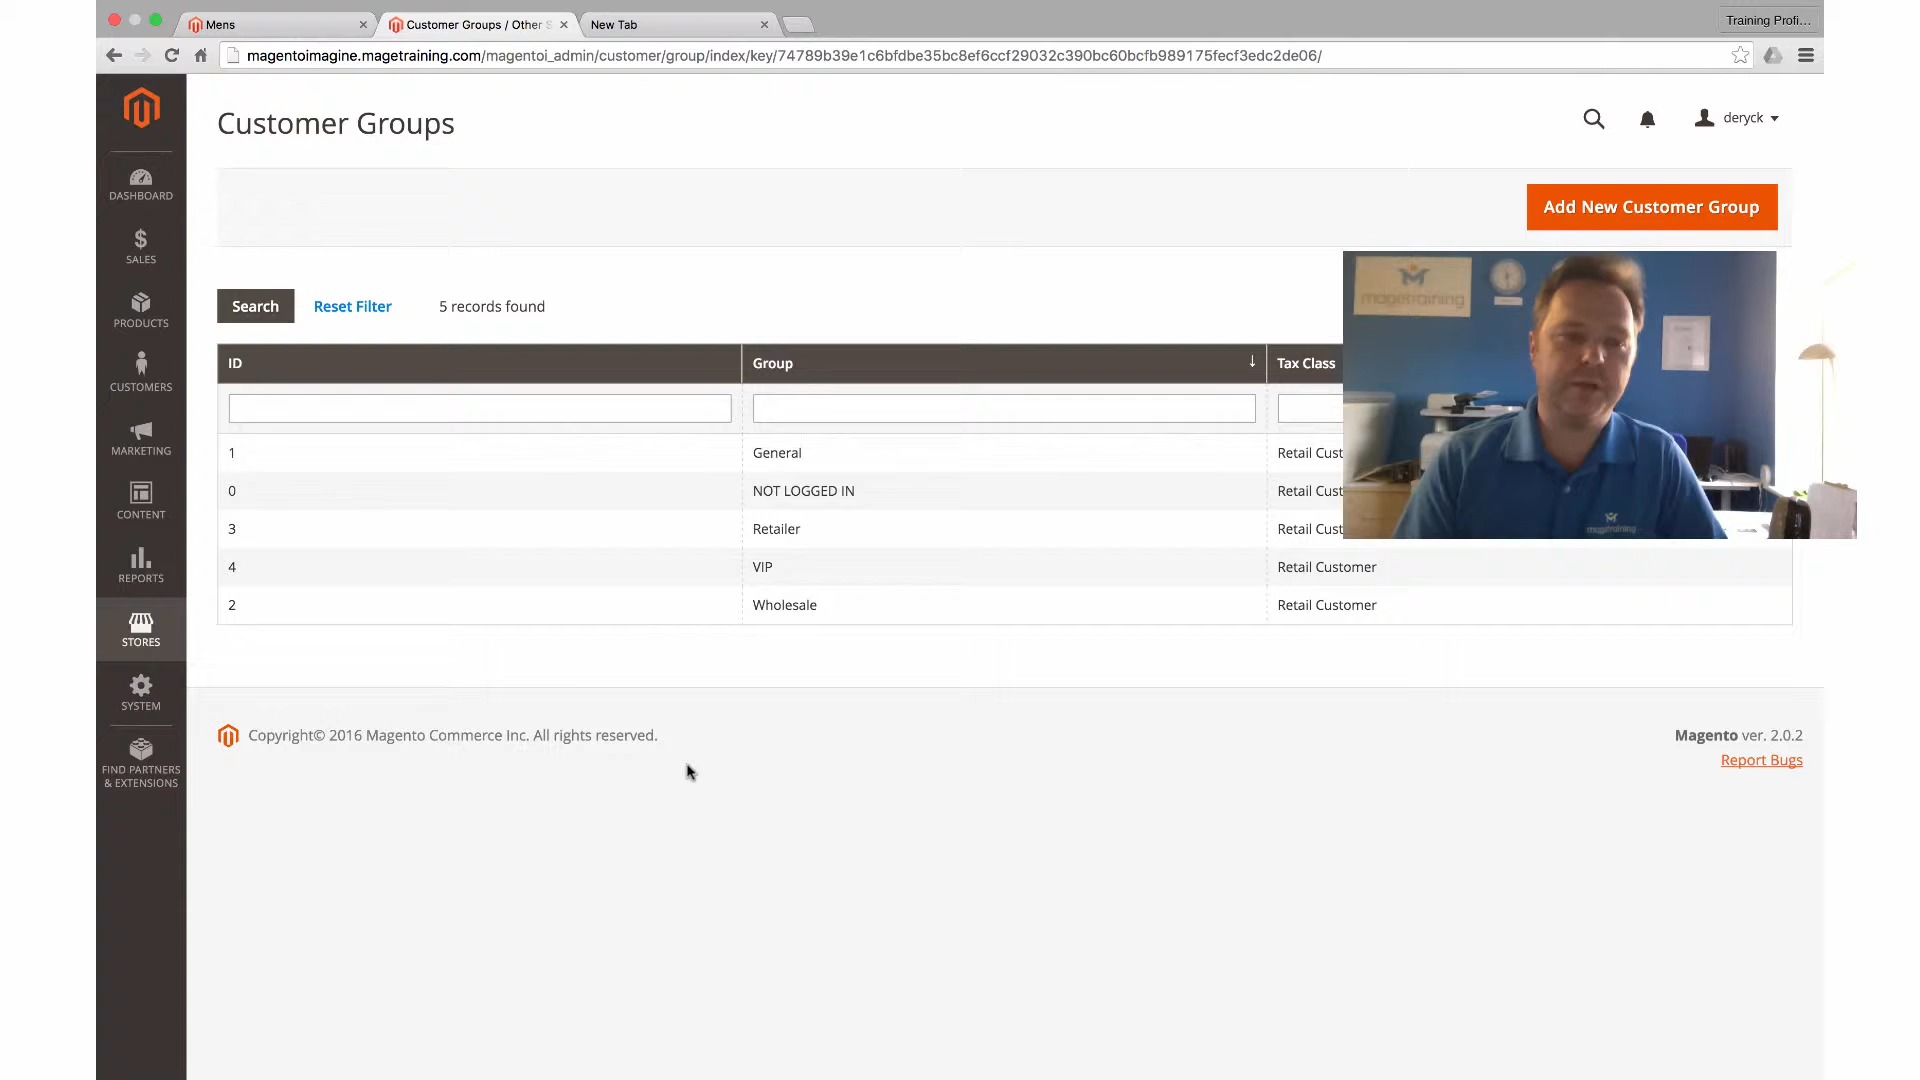 Mens
Customer Groups / Other S
New Tab
Training Profi...
magentoimagine.magetraining.com/magentoi_admin/customer/group/index/key/74789b39e1c6bfdbe35bc8ef6ccf29032c390bc60bcfb989175fecf3edc2de06/
Customer Groups
deryck
DASHBOARD
SALES
PRODUCTS
CUSTOMERS
MARKETING
CONTENT
REPORTS
STORES
SYSTEM
FIND PARTNERS
& EXTENSIONS
Add New Customer Group
Search Reset Filter 5 records found
magetraining
ID Group Tax Class
1 General Retail Cust
0 NOT LOGGED IN Retail Cust
3 Retailer Retail Cust
magetraining
4 VIP Retail Customer
2 Wholesale Retail Customer
Copyright© 2016 Magento Commerce Inc. All rights reserved.
Magento ver. 2.0.2
Report Bugs